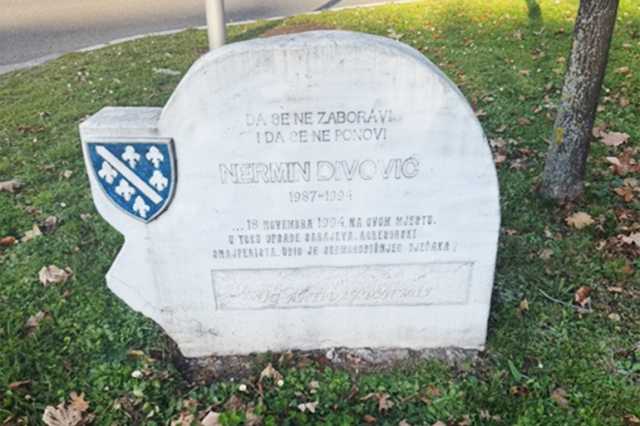 DA SE NE ZABORAVI
I DA SE NE PONOVI
NERMIN DIVOVIĆ
1987-1994
... 18 NOVEMBRA 1994, NA OVOM MJESTU,
U TOKU OPSADE SARAJEVA, AGRESORSKI
SNAJPERISTA, UBIO JE SEDMOGODIŠNJEG DJEČAKA!